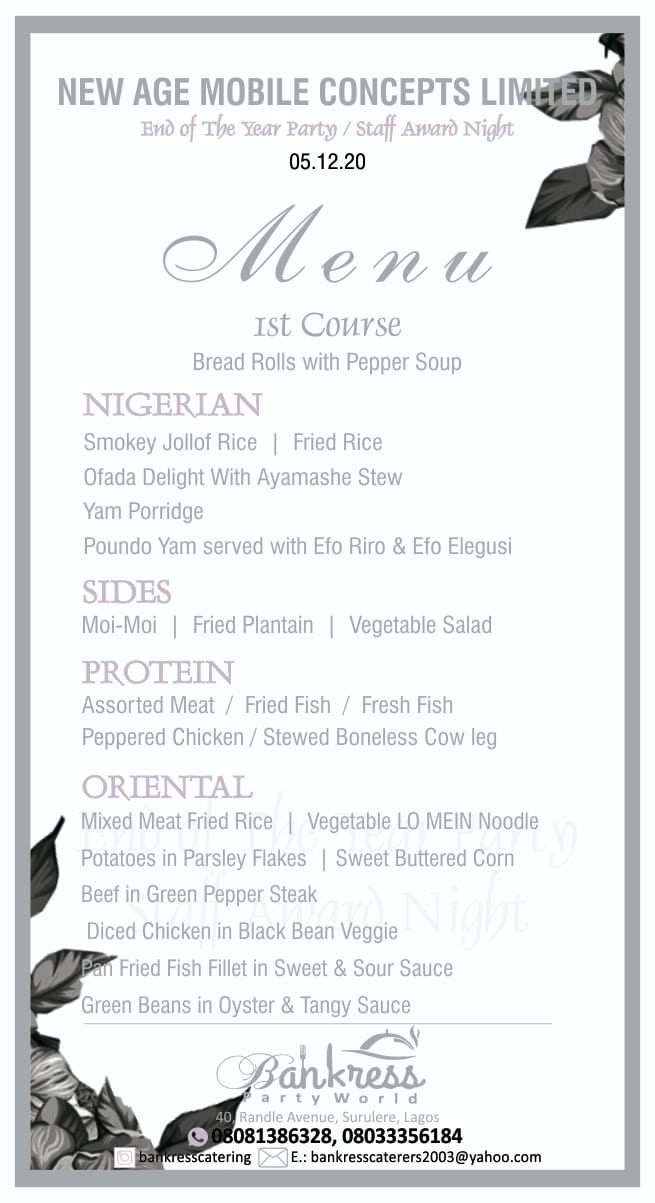 NEW AGE MOBILE CONCEPTS LIMITED
End of The Year Party / Staff Award Night
05.12.20
Menu
1st Course
Bread Rolls with Pepper Soup
NIGERIAN
Smokey Jollof Rice | Fried Rice
Ofada Delight With Ayamashe Stew
Yam Porridge
Poundo Yam served with Efo Riro & Efo Elegusi
SIDES
Moi-Moi | Fried Plantain | Vegetable Salad
PROTEIN
Assorted Meat / Fried Fish / Fresh Fish
Peppered Chicken / Stewed Boneless Cow leg
ORIENTAL
Mixed Meat Fried Rice | Vegetable LO MEIN Noodle
End of The Year Party
Potatoes in Parsley Flakes | Sweet Buttered Corn
Beef in Green Pepper Steak
Staff Award Night
Diced Chicken in Black Bean Veggie
Pan Fried Fish Fillet in Sweet & Sour Sauce
Green Beans in Oyster & Tangy Sauce
Bankress
Party World
40, Randle Avenue, Surulere, Lagos
08081386328, 08033356184
bankresscatering E.: bankresscaterers2003@yahoo.com